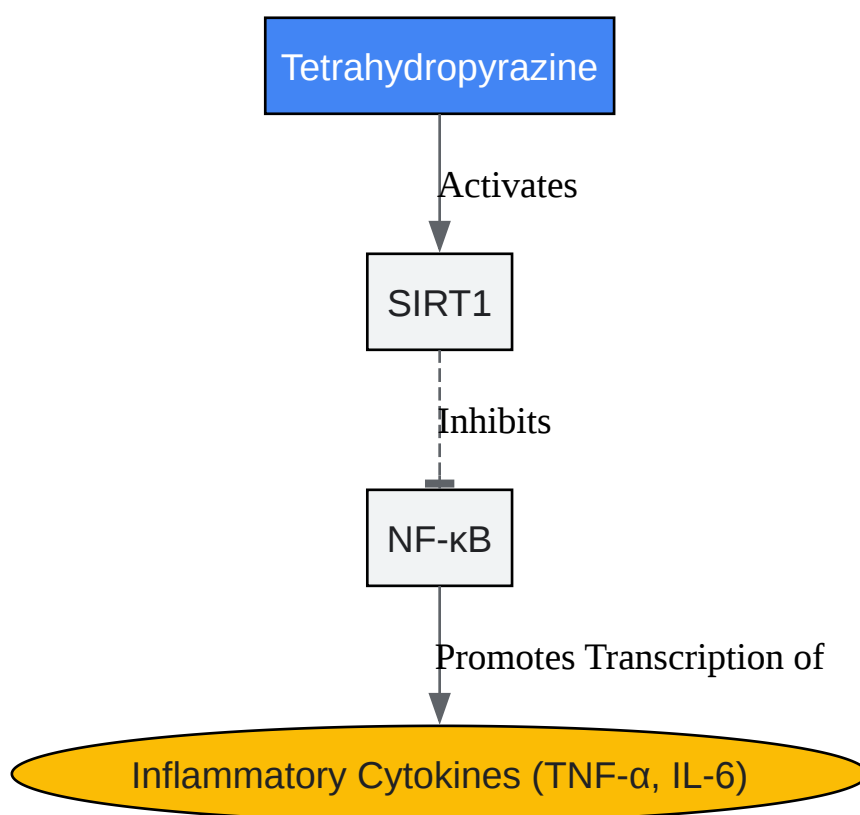 Tetrahydropyrazine
Activates
SIRT1
Inhibits
NF-κB
Promotes Transcription of
Inflammatory Cytokines (TNF-α, IL-6)